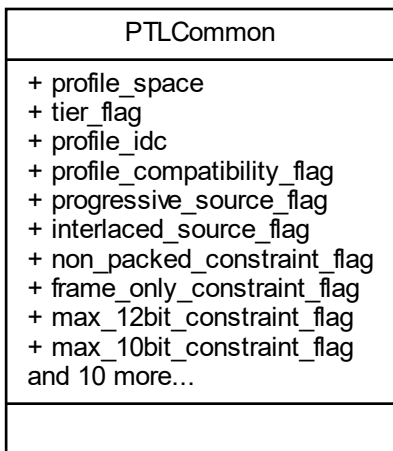 PTLCommon
+ profile_space
+ tier_flag
+ profile_idc
+ profile_compatibility_flag
+ progressive_source_flag
+ interlaced_source_flag
+ non_packed_constraint_flag
+ frame_only_constraint_flag
+ max_12bit_constraint_flag
+ max_10bit_constraint_flag
and 10 more...